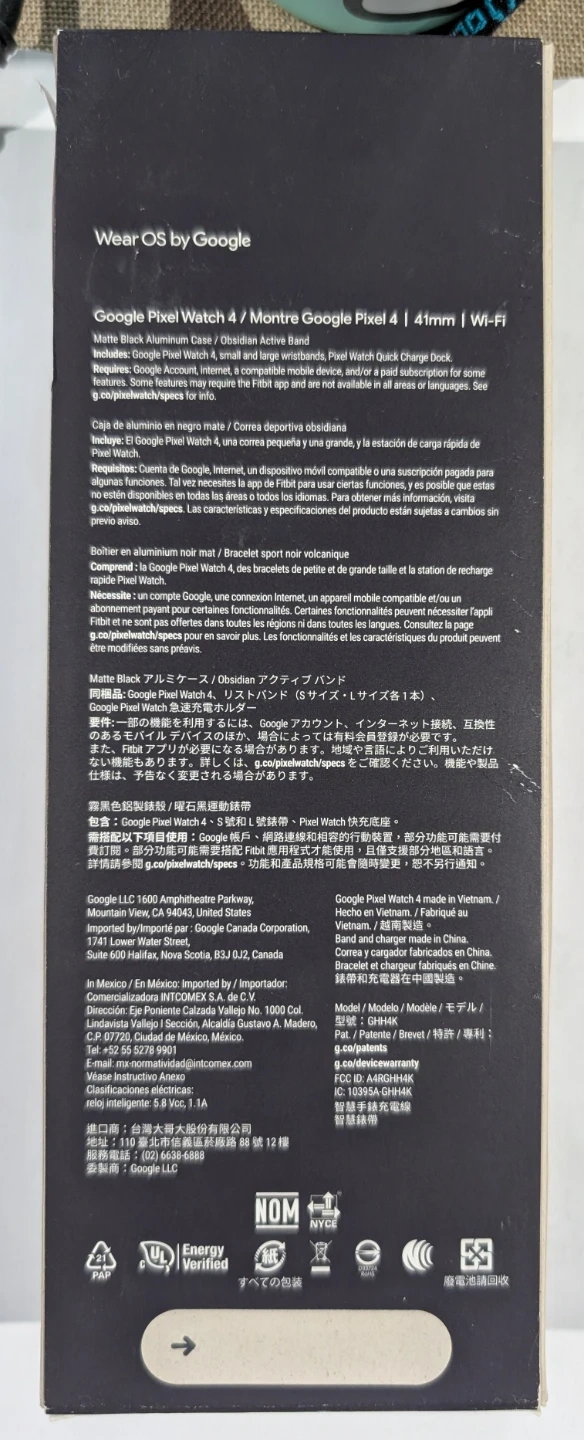 Wear OS by Google
Google Pixel Watch 4 / Montre Google Pixel 4 | 41mm | Wi-Fi
Matte Black Aluminum Case / Obsidian Active Band
Includes: Google Pixel Watch 4, small and large wristbands, Pixel Watch Quick Charge Dock.
Requires: Google Account, Internet, a compatible mobile device, and/or a paid subscription for some
features. Some features may require the Fitbit app and are not available in all areas or languages. See
g.co/pixelwatch/specs for info.
Caja de aluminio en negro mate / Correa deportiva obsidiana
Incluye: El Google Pixel Watch 4, una correa pequeña y una grande, y la estación de carga rápida de
Pixel Watch.
Requisitos: Cuenta de Google, Internet, un dispositivo móvil compatible o una suscripción pagada para
algunas funciones. Tal vez necesites la app de Fitbit para usar ciertas funciones, y es posible que estas
no estén disponibles en todas las áreas o todos los idiomas. Para obtener más información, visita
g.co/pixelwatch/specs. Las características y especificaciones del producto están sujetas a cambios sin
previo aviso.
Boîtier en aluminium noir mat / Bracelet sport noir volcanique
Comprend : la Google Pixel Watch 4, des bracelets de petite et de grande taille et la station de recharge
rapide Pixel Watch.
Nécessite : un compte Google, une connexion Internet, un appareil mobile compatible et/ou un
abonnement payant pour certaines fonctionnalités. Certaines fonctionnalités peuvent nécessiter l'appli
Fitbit et ne sont pas offertes dans toutes les régions ni dans toutes les langues. Consultez la page
g.co/pixelwatch/specs pour en savoir plus. Les fonctionnalités et les caractéristiques du produit peuvent
être modifiées sans préavis.
Matte Black アルミケース / Obsidian アクティブ バンド
同梱品: Google Pixel Watch 4、リストバンド（S サイズ・L サイズ各 1 本）、
Google Pixel Watch 急速充電ホルダー
要件: 一部の機能を利用するには、Google アカウント、インターネット接続、互換性
のあるモバイル デバイスのほか、場合によっては有料会員登録が必要です。
また、Fitbit アプリが必要になる場合があります。地域や言語によりご利用いただけ
ない機能もあります。詳しくは、g.co/pixelwatch/specs をご確認ください。機能や製品
仕様は、予告なく変更される場合があります。
霧黑色鋁製錶殼 / 曜石黑運動錶帶
包含：Google Pixel Watch 4、S 號和 L 號錶帶、Pixel Watch 快充底座。
需搭配以下項目使用：Google 帳戶、網路連線和相容的行動裝置，部分功能可能需要付
費訂閱。部分功能可能需要搭配 Fitbit 應用程式才能使用，且僅支援部分地區和語言。
詳情請參閱 g.co/pixelwatch/specs。功能和產品規格可能會隨時變更，恕不另行通知。
Google LLC 1600 Amphitheatre Parkway,
Mountain View, CA 94043, United States
Imported by/Importé par : Google Canada Corporation,
1741 Lower Water Street,
Suite 600 Halifax, Nova Scotia, B3J 0J2, Canada
In Mexico / En México: Imported by / Importador:
Comercializadora INTCOMEX S.A. de C.V.
Dirección: Eje Poniente Calzada Vallejo No. 1000 Col.
Lindavista Vallejo I Sección, Alcaldía Gustavo A. Madero,
C.P. 07720, Ciudad de México, México.
Tel: +52 55 5278 9901
E-mail: mx-normatividad@intcomex.com
Véase Instructivo Anexo
Clasificaciones eléctricas:
reloj inteligente: 5.8 Vcc, 1.1A
進口商：台灣大哥大股份有限公司
地址：110 臺北市信義區菸廠路 88 號 12 樓
服務電話：(02) 6638-6888
委製商：Google LLC
Google Pixel Watch 4 made in Vietnam. /
Hecho en Vietnam. / Fabriqué au
Vietnam. / 越南製造。
Band and charger made in China.
Correa y cargador fabricados en China.
Bracelet et chargeur fabriqués en Chine.
錶帶和充電器在中國製造。
Model / Modelo / Modèle / モデル /
型號：GHH4K
Pat. / Patente / Brevet / 特許 / 專利：
g.co/patents
g.co/devicewarranty
FCC ID: A4RGHH4K
IC: 10395A-GHH4K
智慧手錶充電線
智慧錶帶
NOM
NYCE
21
PAP
c UL Energy
Verified
紙
すべての包装
RoHS
廢電池請回收